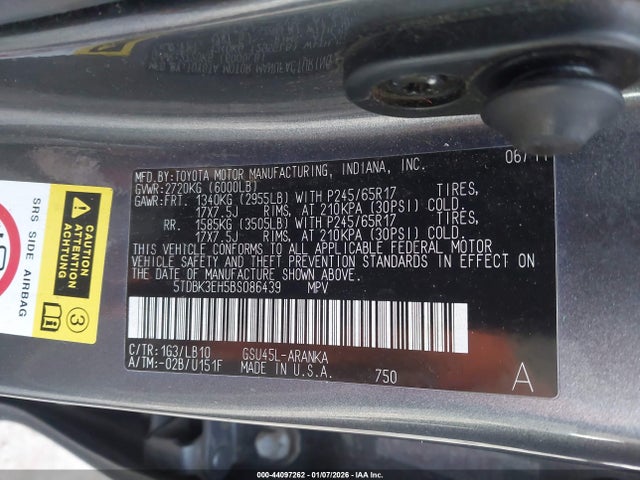 MFD.BY:TOYOTA MOTOR MANUFACTURING, INDIANA, INC. 06/11
GVWR:2720KG (6000LB)
GAWR:FRT. 1340KG (2955LB) WITH P245/65R17 TIRES,
17X7.5J RIMS, AT 210KPA (30PSI) COLD.
RR. 1585KG (3505LB) WITH P245/65R17 TIRES,
17X7.5J RIMS, AT 210KPA (30PSI) COLD.
THIS VEHICLE CONFORMS TO ALL APPLICABLE FEDERAL MOTOR
VEHICLE SAFETY AND THEFT PREVENTION STANDARDS IN EFFECT ON THE
DATE OF MANUFACTURE SHOWN ABOVE.
5TDBK3EH5BS086439 MPV
C/TR:1G3/LB10 GSU45L-ARANKA
A/TM:-02B/U151F MADE IN U.S.A.
750
A
CAUTION
ATTENTION
ACHTUNG
SRS SIDE AIRBAG
000-44097262 - 01/07/2026 - IAAI.COM